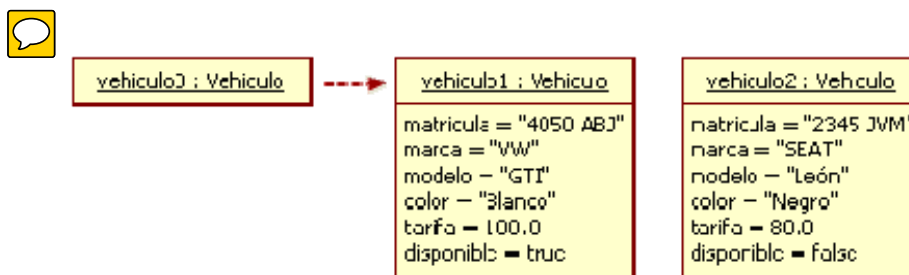 vehiculo0 : Vehiculo
vehiculo1 : Vehiculo
matricula = "4050 ABJ"
marca = "VW"
modelo = "GTI"
color = "Blanco"
tarifa = 100.0
disponible = true
vehiculo2 : Vehiculo
matricula = "2345 JVM"
marca = "SEAT"
modelo = "León"
color = "Negro"
tarifa = 80.0
disponible = false